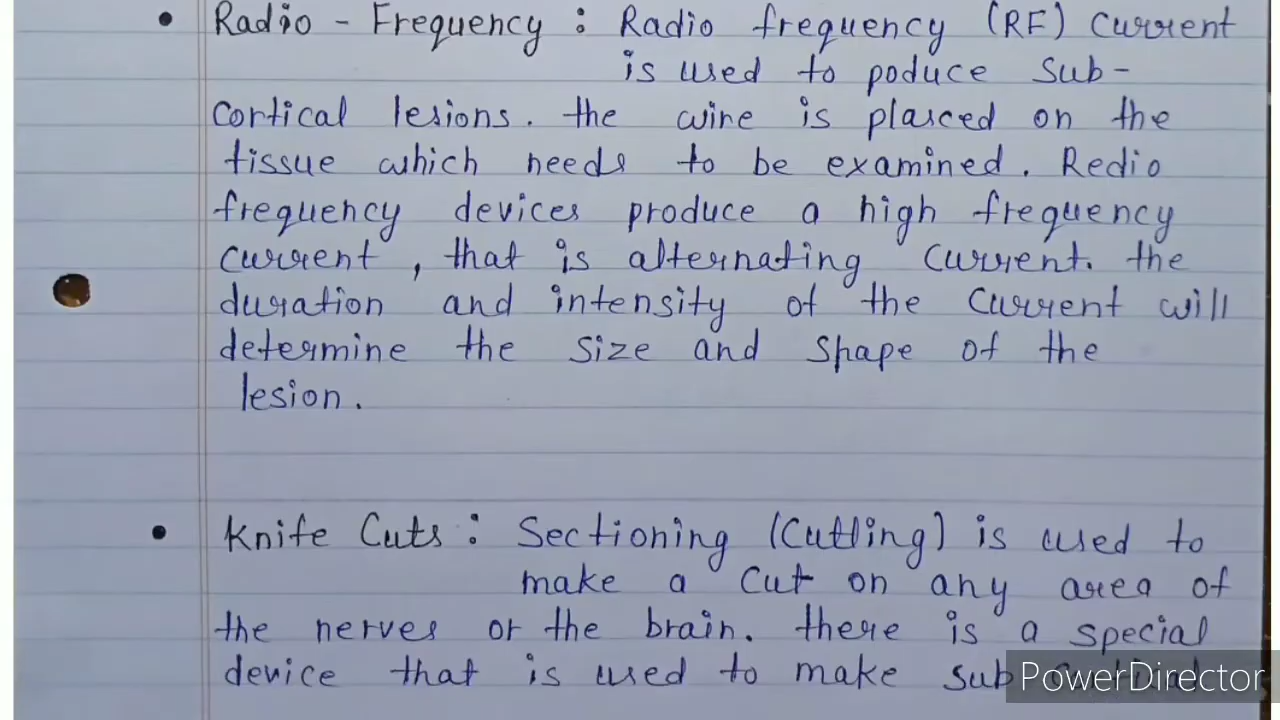 • Radio - Frequency : Radio frequency (RF) Current
is used to poduce Sub-
Cortical lesions. the wire is plasced on the
tissue which needs to be examined. Redio
frequency devices produce a high frequency
current, that is alternating current. the
duration and intensity of the current will
determine the size and shape of the
lesion.
• Knife Cuts : Sectioning (Cutting) is used to
make a cut on any area of
the nerves or the brain. there is a special
device that is used to make sub
PowerDirector